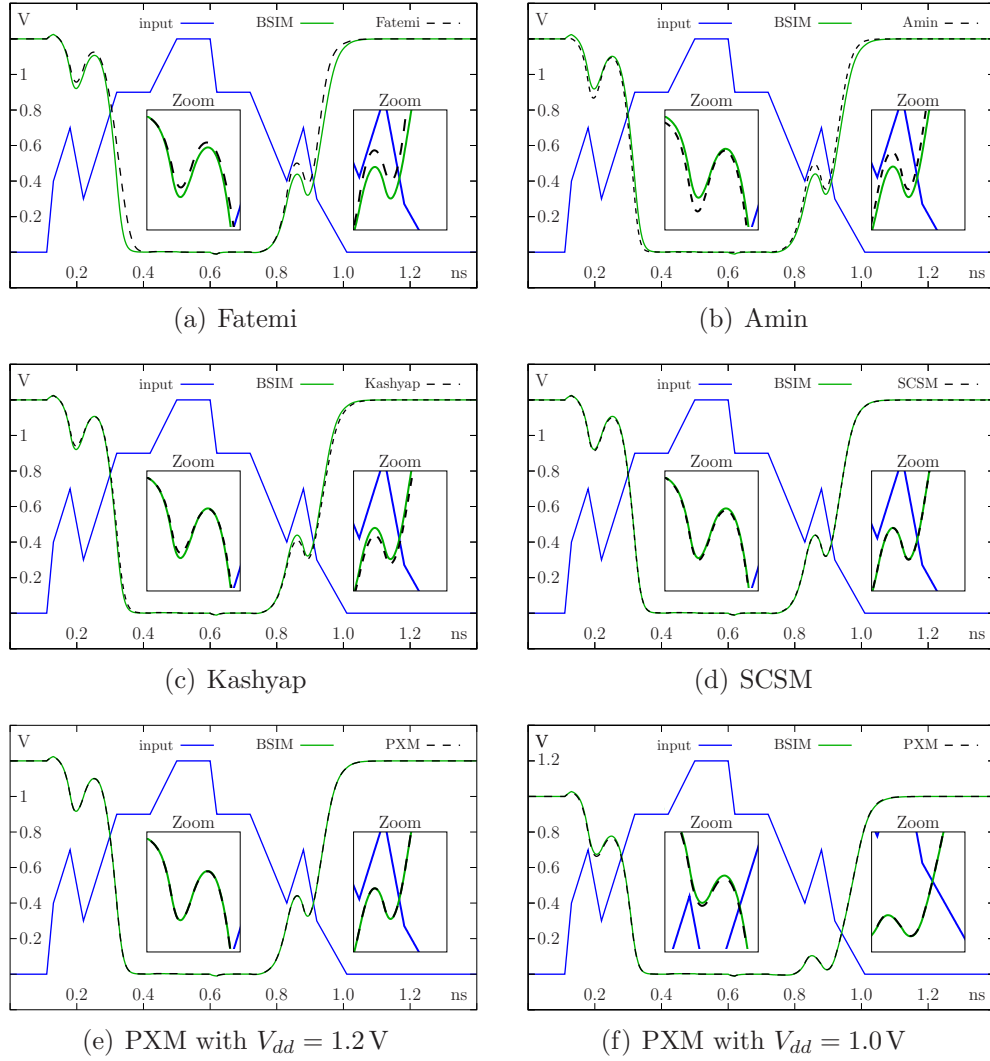 V input BSIM Fatemi
1
0.8
0.6
0.4
0.2
Zoom
Zoom
0.2 0.4 0.6 0.8 1.0 1.2 ns
(a) Fatemi
V input BSIM Amin
1
0.8
0.6
0.4
0.2
Zoom
Zoom
0.2 0.4 0.6 0.8 1.0 1.2 ns
(b) Amin
V input BSIM Kashyap
1
0.8
0.6
0.4
0.2
Zoom
Zoom
0.2 0.4 0.6 0.8 1.0 1.2 ns
(c) Kashyap
V input BSIM SCSM
1
0.8
0.6
0.4
0.2
Zoom
Zoom
0.2 0.4 0.6 0.8 1.0 1.2 ns
(d) SCSM
V input BSIM PXM
1
0.8
0.6
0.4
0.2
Zoom
Zoom
0.2 0.4 0.6 0.8 1.0 1.2 ns
(e) PXM with V_dd = 1.2 V
V input BSIM PXM
1.2
1
0.8
0.6
0.4
0.2
Zoom
Zoom
0.2 0.4 0.6 0.8 1.0 1.2 ns
(f) PXM with V_dd = 1.0 V